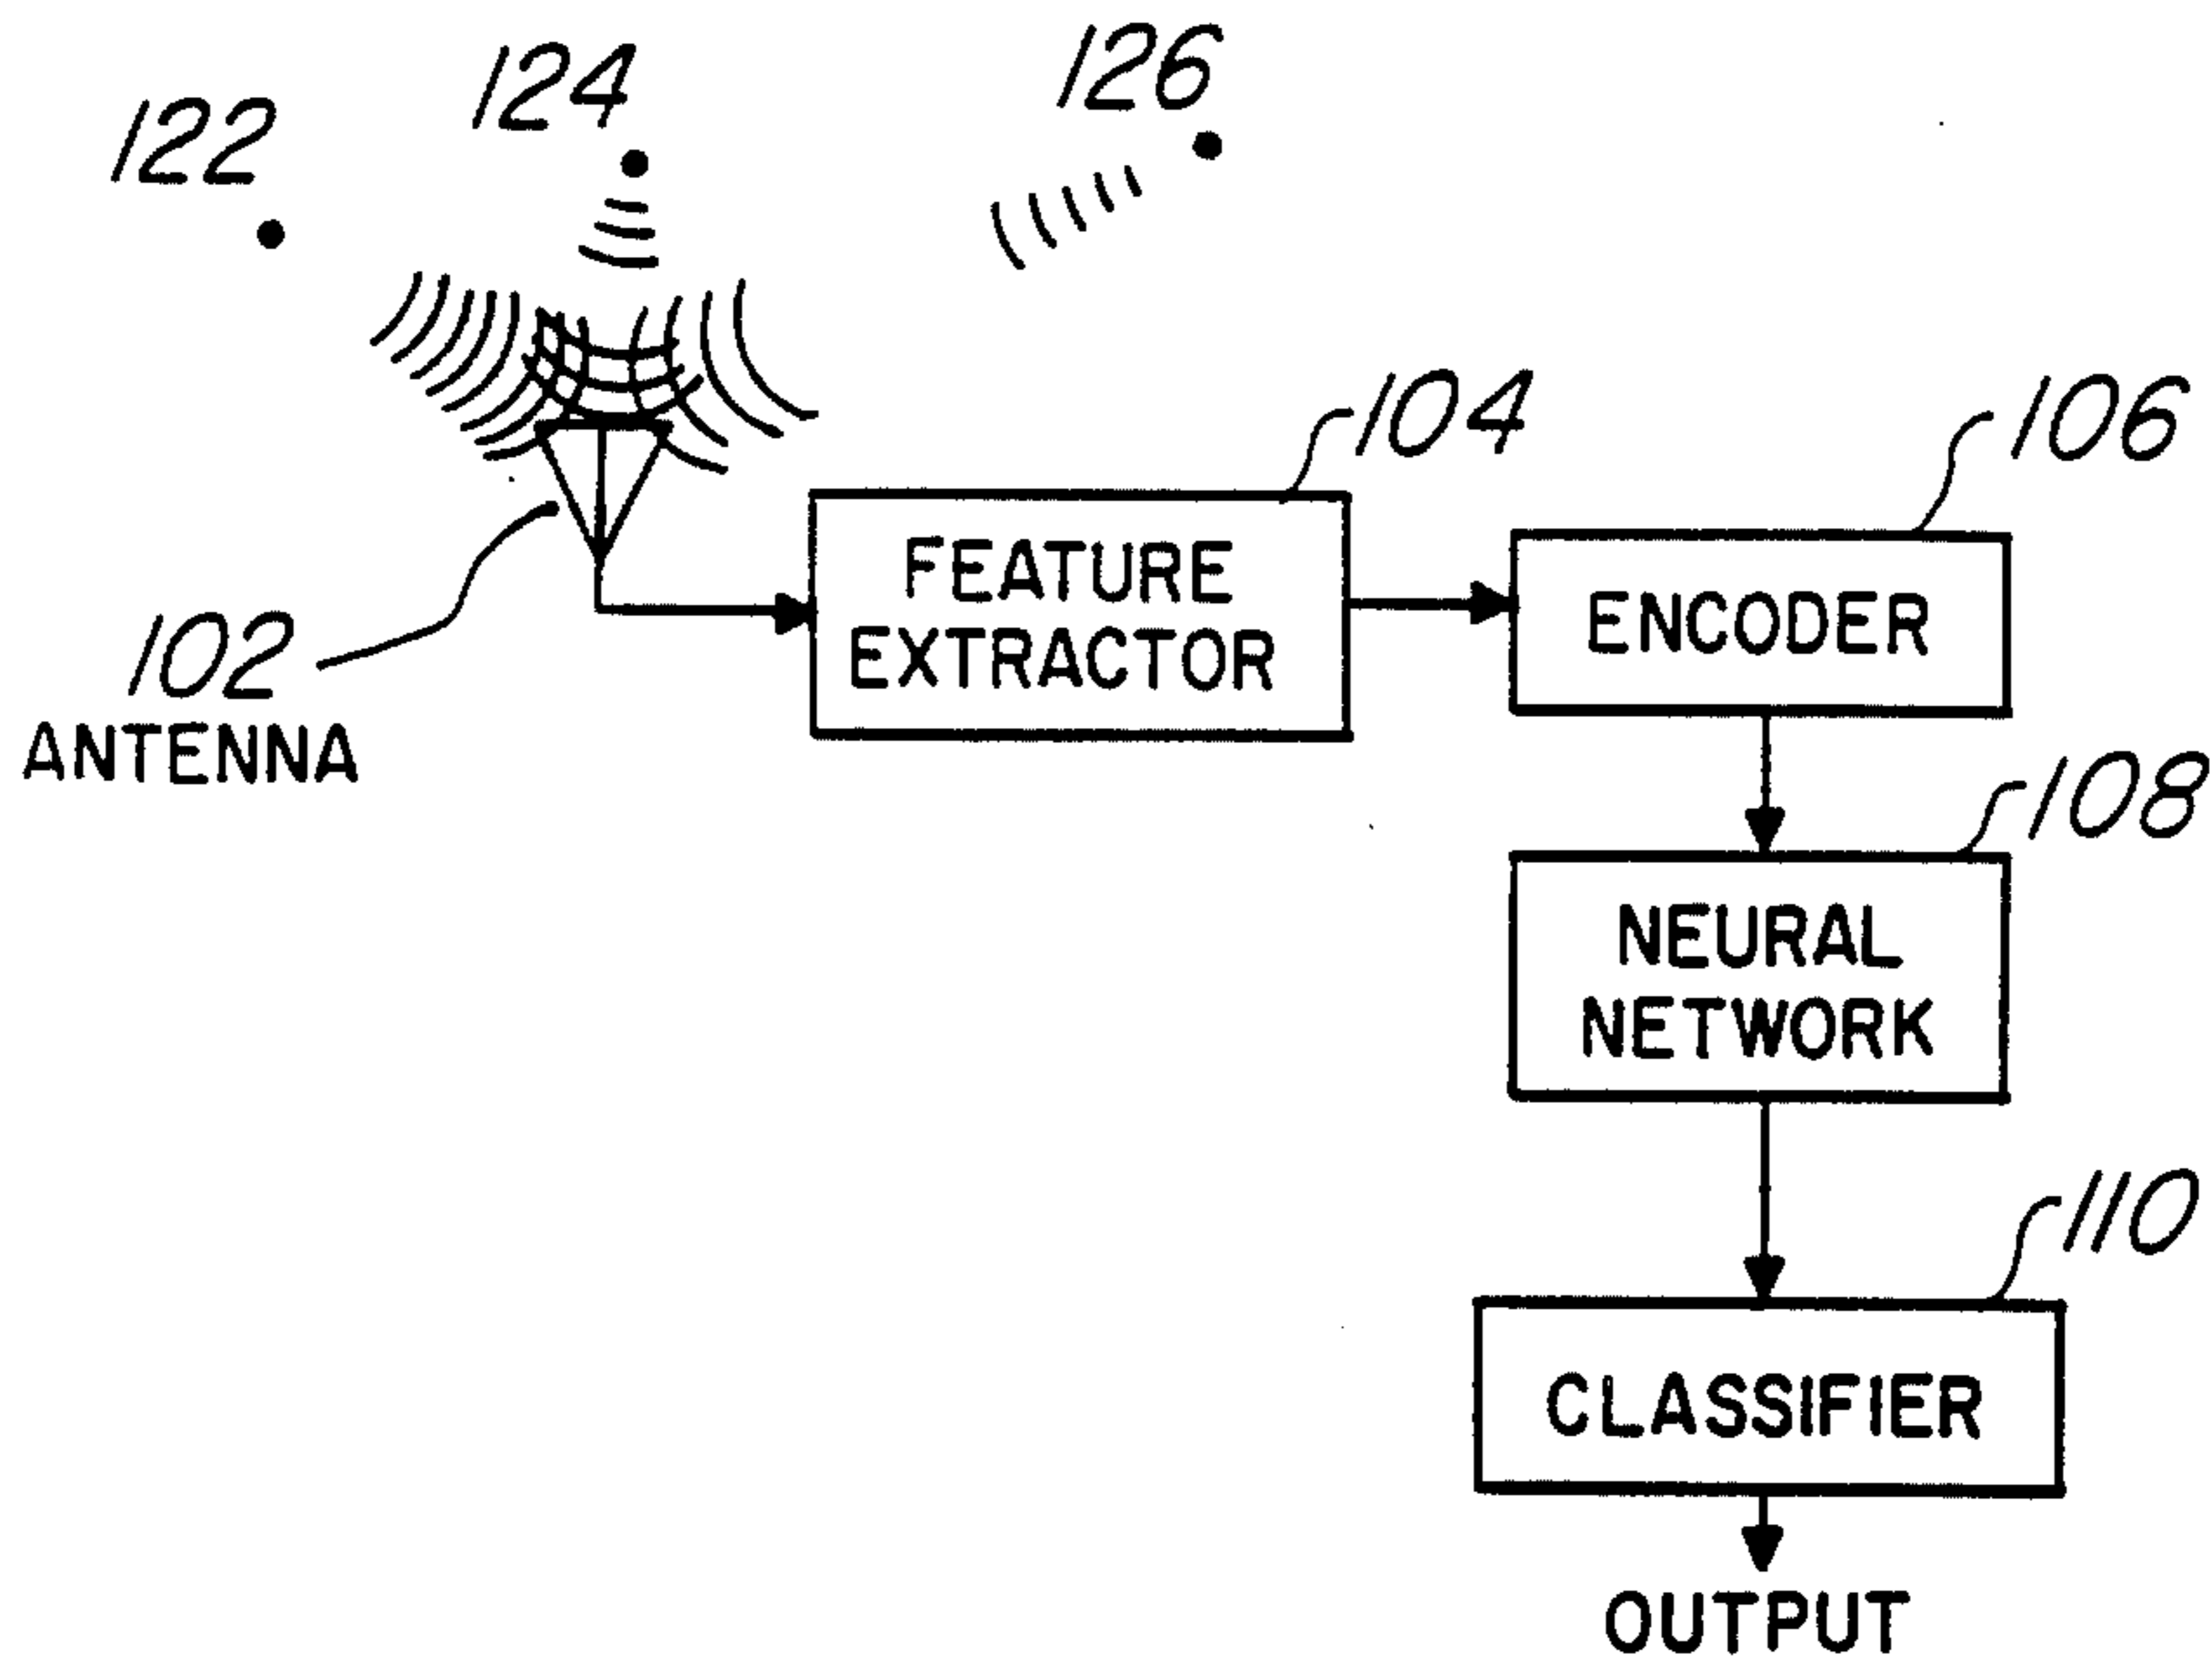 122
124
126
104
106
102
ANTENNA
FEATURE
EXTRACTOR
ENCODER
108
NEURAL
NETWORK
110
CLASSIFIER
OUTPUT